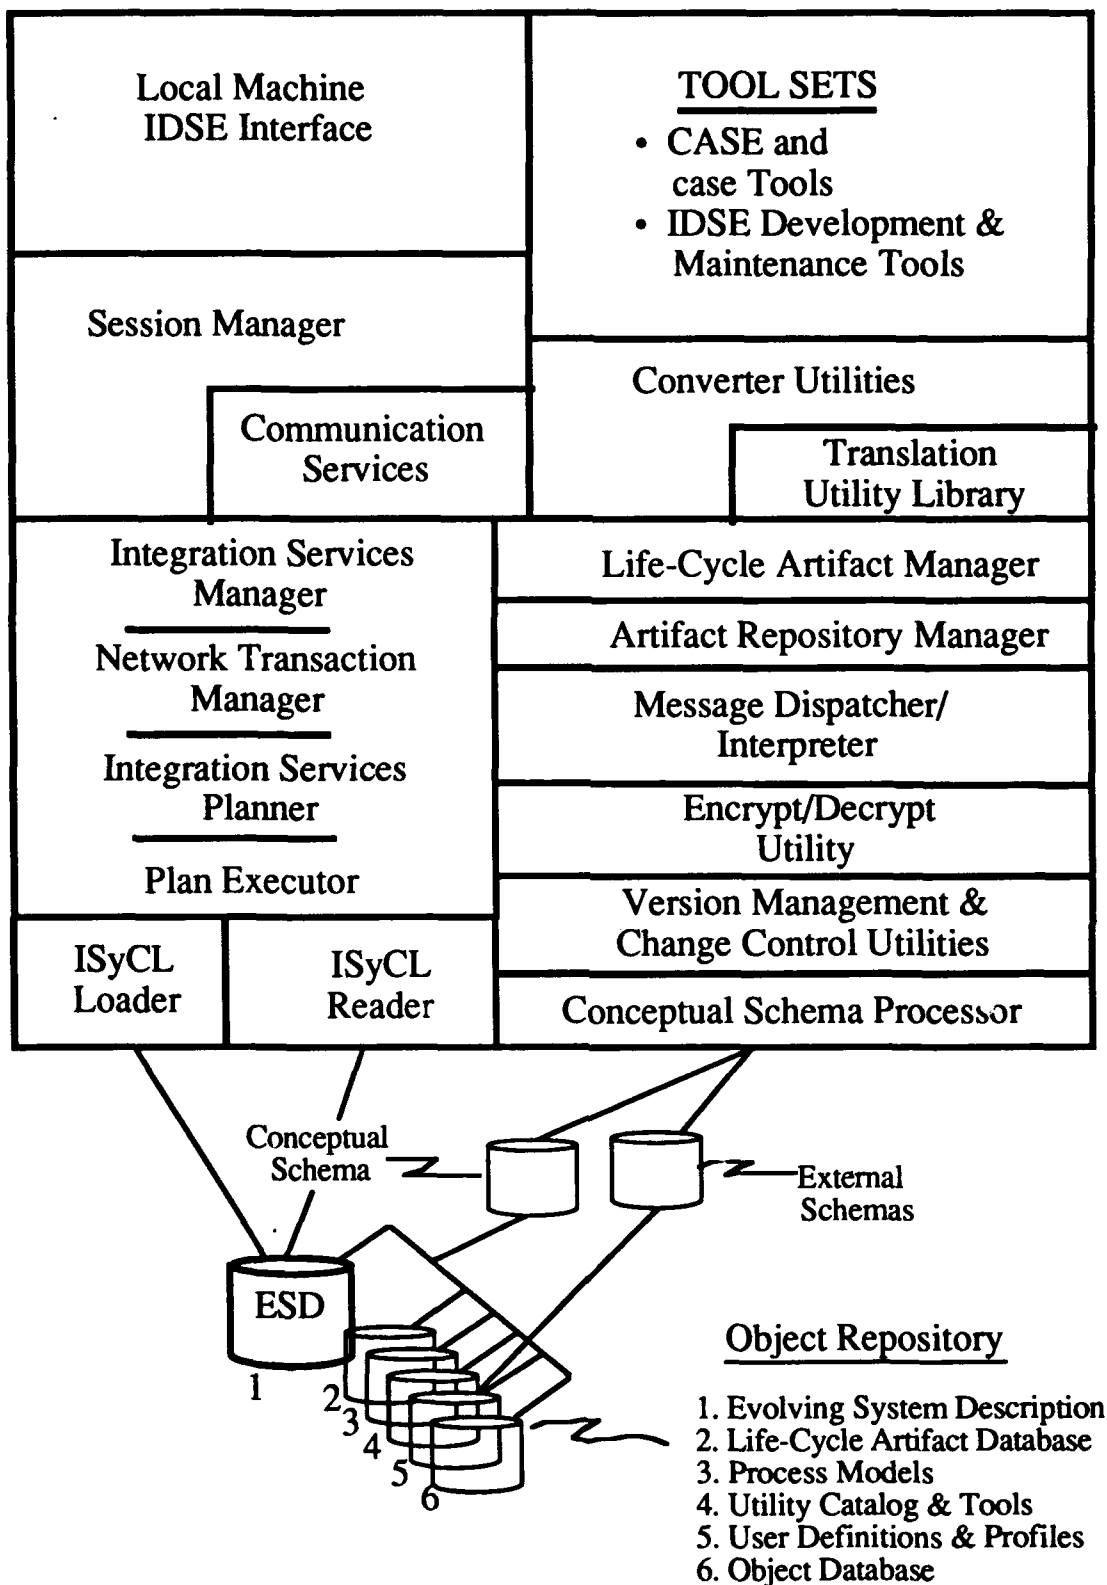 Local Machine
IDSE Interface
TOOL SETS
• CASE and
case Tools
• IDSE Development &
Maintenance Tools
Session Manager
Communication
Services
Converter Utilities
Translation
Utility Library
Integration Services
Manager
Network Transaction
Manager
Integration Services
Planner
Plan Executor
Life-Cycle Artifact Manager
Artifact Repository Manager
Message Dispatcher/
Interpreter
Encrypt/Decrypt
Utility
Version Management &
Change Control Utilities
Conceptual Schema Processor
ISyCL
Loader
ISyCL
Reader
Conceptual
Schema
External
Schemas
ESD
1
2
3
4
5
6
Object Repository
1. Evolving System Description
2. Life-Cycle Artifact Database
3. Process Models
4. Utility Catalog & Tools
5. User Definitions & Profiles
6. Object Database